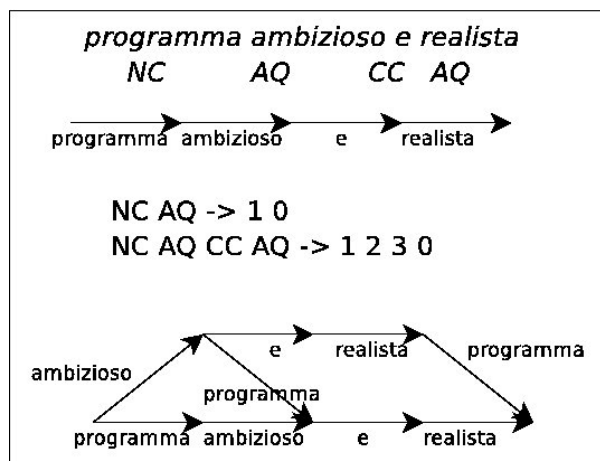 programma ambizioso e realista
NC AQ CC AQ
programma ambizioso e realista
NC AQ -> 1 0
NC AQ CC AQ -> 1 2 3 0
e realista programma
ambizioso
programma
programma ambizioso e realista